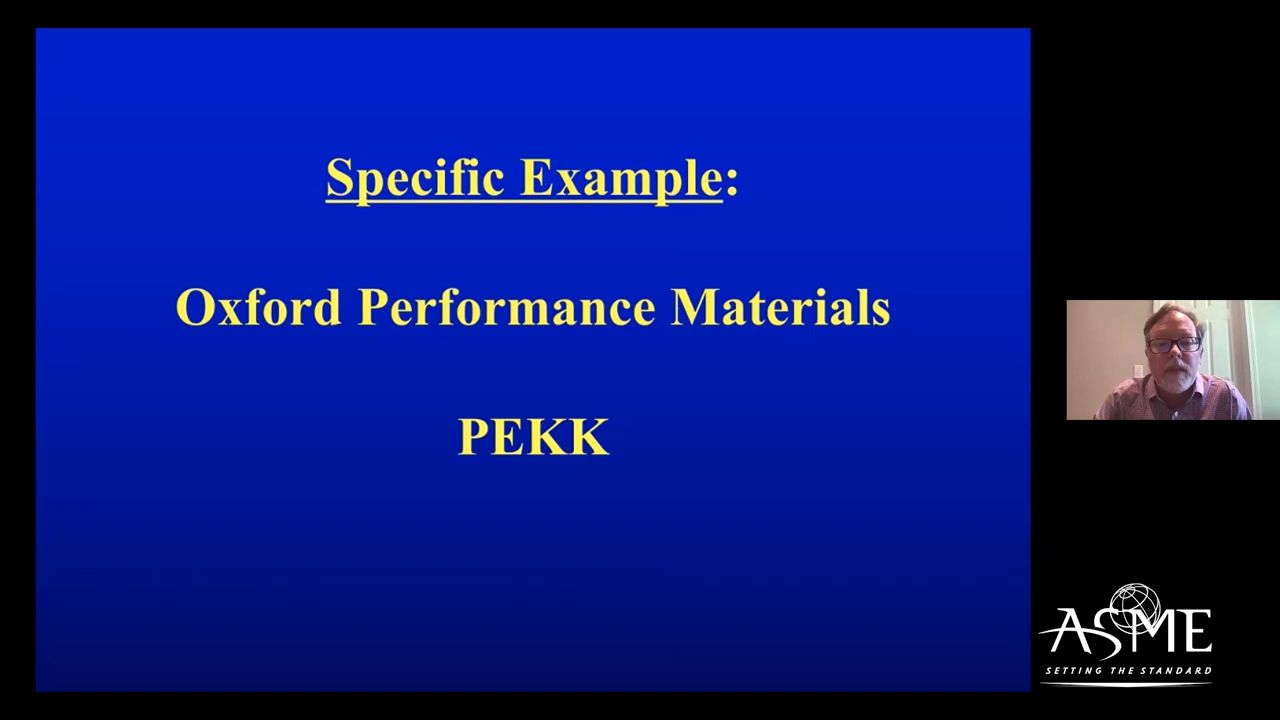 Specific Example:
Oxford Performance Materials
PEKK
ASME
SETTING THE STANDARD